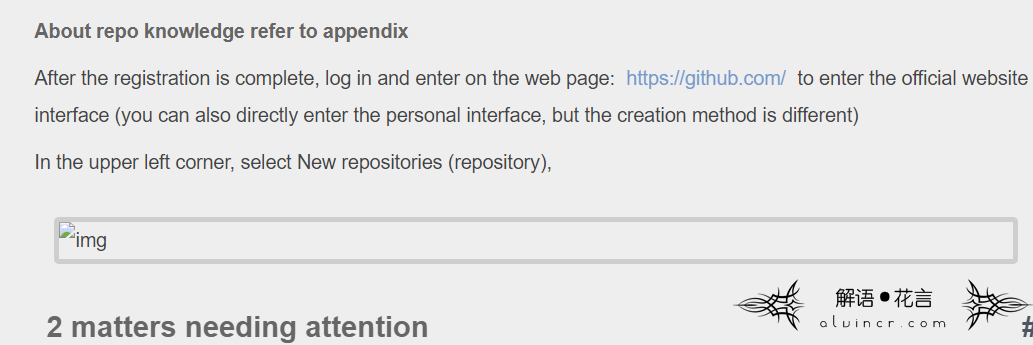 About repo knowledge refer to appendix
After the registration is complete, log in and enter on the web page: https://github.com/ to enter the official website
interface (you can also directly enter the personal interface, but the creation method is different)
In the upper left corner, select New repositories (repository),
img
2 matters needing attention
#
解语●花言
aluincr.com